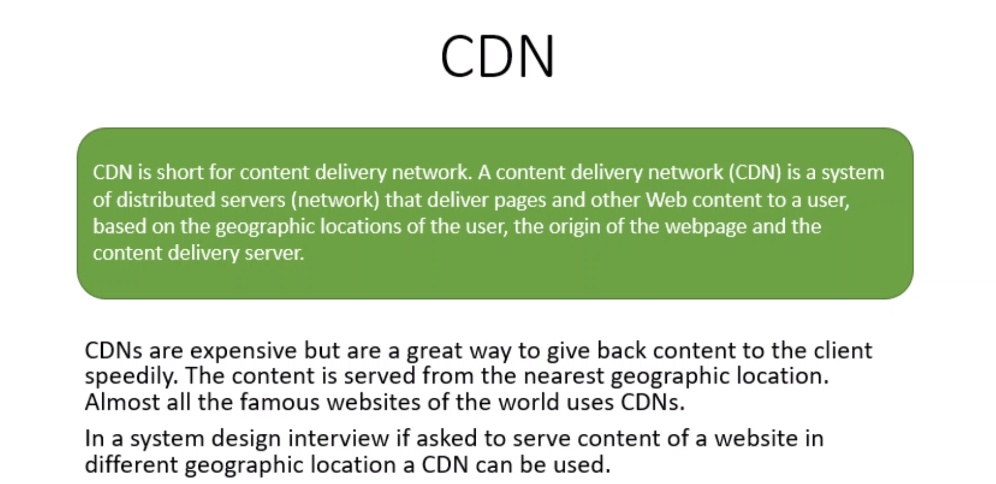 CDN
CDN is short for content delivery network. A content delivery network (CDN) is a system
of distributed servers (network) that deliver pages and other Web content to a user,
based on the geographic locations of the user, the origin of the webpage and the
content delivery server.
CDNs are expensive but are a great way to give back content to the client
speedily. The content is served from the nearest geographic location.
Almost all the famous websites of the world uses CDNs.
In a system design interview if asked to serve content of a website in
different geographic location a CDN can be used.